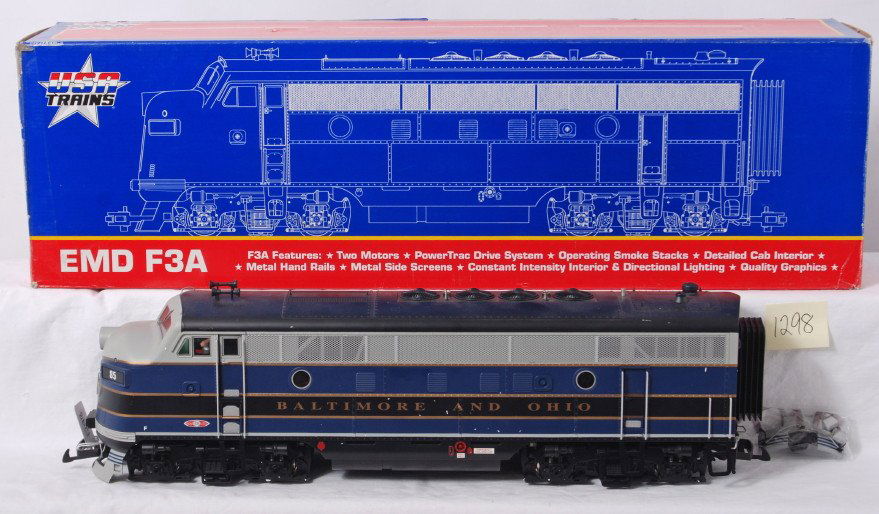 USA
TRAINS
EMD F3A
F3A Features: ★ Two Motors ★ PowerTrac Drive System ★ Operating Smoke Stacks ★ Detailed Cab Interior ★
★ Metal Hand Rails ★ Metal Side Screens ★ Constant Intensity Interior & Directional Lighting ★ Quality Graphics ★
1298
85
BALTIMORE AND OHIO
F